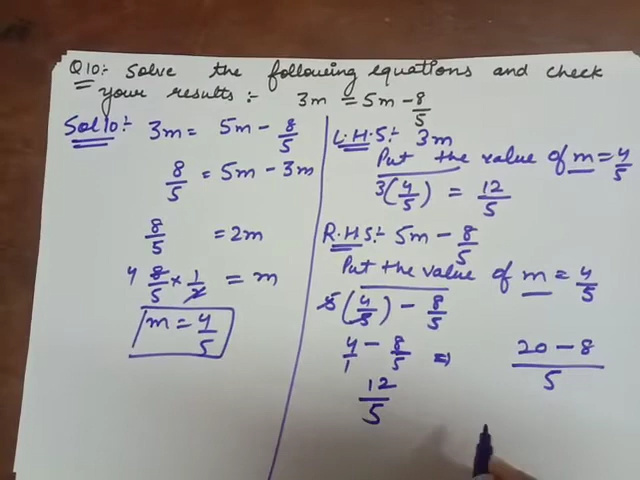 Q10:- Solve the following equations and check
your results:- 3m = 5m - 8/5
Sol10:- 3m = 5m - 8/5
8/5 = 5m - 3m
8/5 = 2m
4 8/5 × 1/2 = m
m = 4/5
L.H.S:- 3m
Put the value of m = 4/5
3(4/5) = 12/5
R.H.S:- 5m - 8/5
Put the value of m = 4/5
5(4/5) - 8/5
4/1 - 8/5 ⇒ 20 - 8/5
12/5